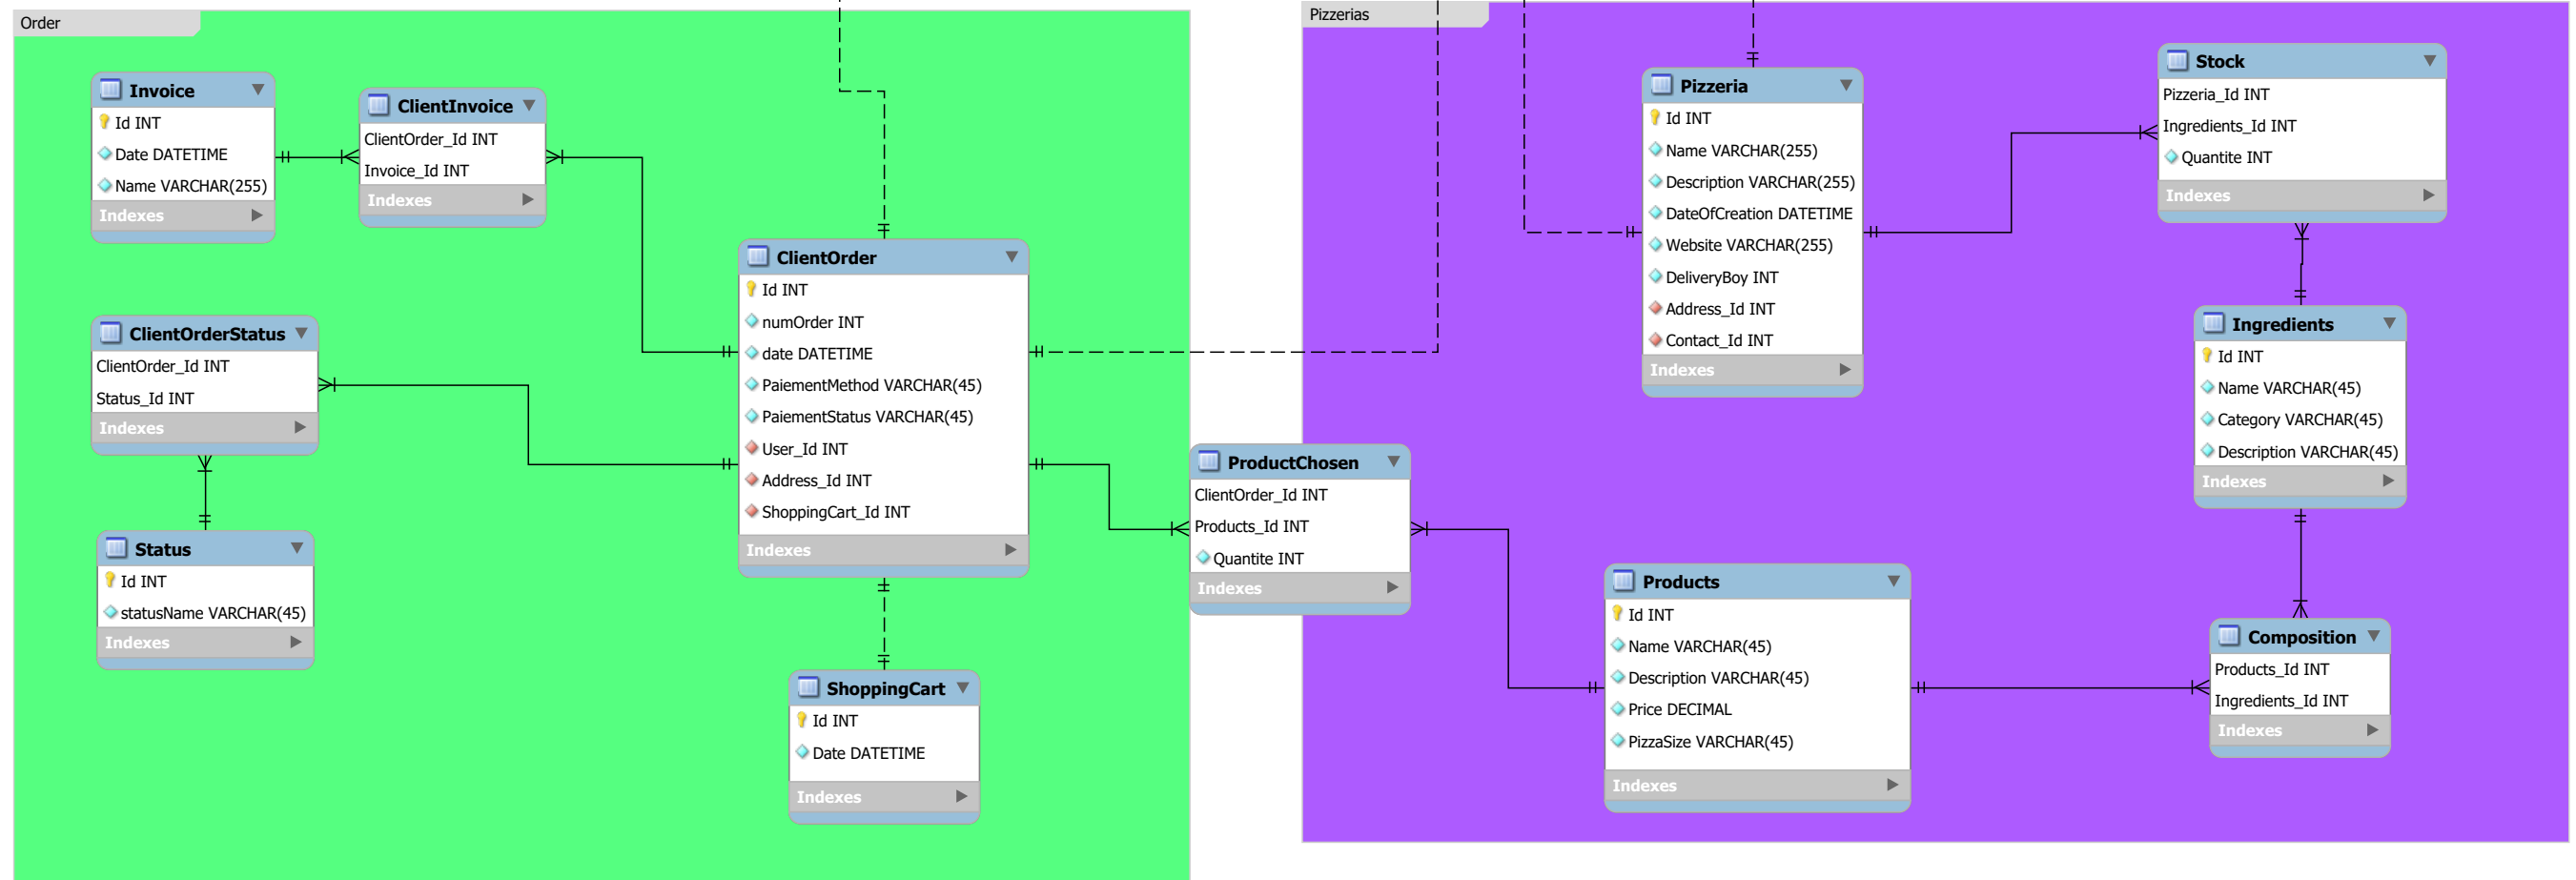 Order
Invoice
Id INT
Date DATETIME
Name VARCHAR(255)
Indexes
ClientInvoice
ClientOrder_Id INT
Invoice_Id INT
Indexes
ClientOrderStatus
ClientOrder_Id INT
Status_Id INT
Indexes
Status
Id INT
statusName VARCHAR(45)
Indexes
ClientOrder
Id INT
numOrder INT
date DATETIME
PaiementMethod VARCHAR(45)
PaiementStatus VARCHAR(45)
User_Id INT
Address_Id INT
ShoppingCart_Id INT
Indexes
ShoppingCart
Id INT
Date DATETIME
Indexes
ProductChosen
ClientOrder_Id INT
Products_Id INT
Quantite INT
Indexes
Pizzerias
Pizzeria
Id INT
Name VARCHAR(255)
Description VARCHAR(255)
DateOfCreation DATETIME
Website VARCHAR(255)
DeliveryBoy INT
Address_Id INT
Contact_Id INT
Indexes
Stock
Pizzeria_Id INT
Ingredients_Id INT
Quantite INT
Indexes
Ingredients
Id INT
Name VARCHAR(45)
Category VARCHAR(45)
Description VARCHAR(45)
Indexes
Products
Id INT
Name VARCHAR(45)
Description VARCHAR(45)
Price DECIMAL
PizzaSize VARCHAR(45)
Indexes
Composition
Products_Id INT
Ingredients_Id INT
Indexes